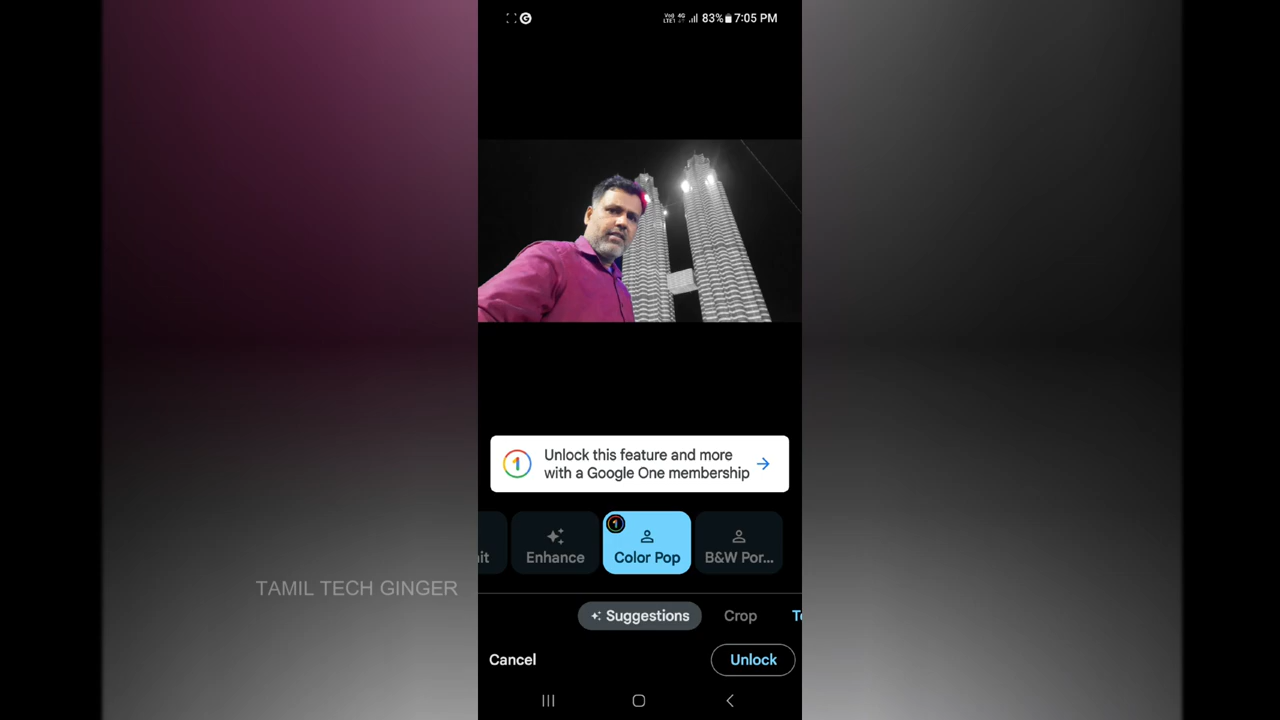 83% 7:05 PM
Unlock this feature and more
with a Google One membership
Enhance
Color Pop
B&W Por...
Suggestions
Crop
TAMIL TECH GINGER
Cancel
Unlock